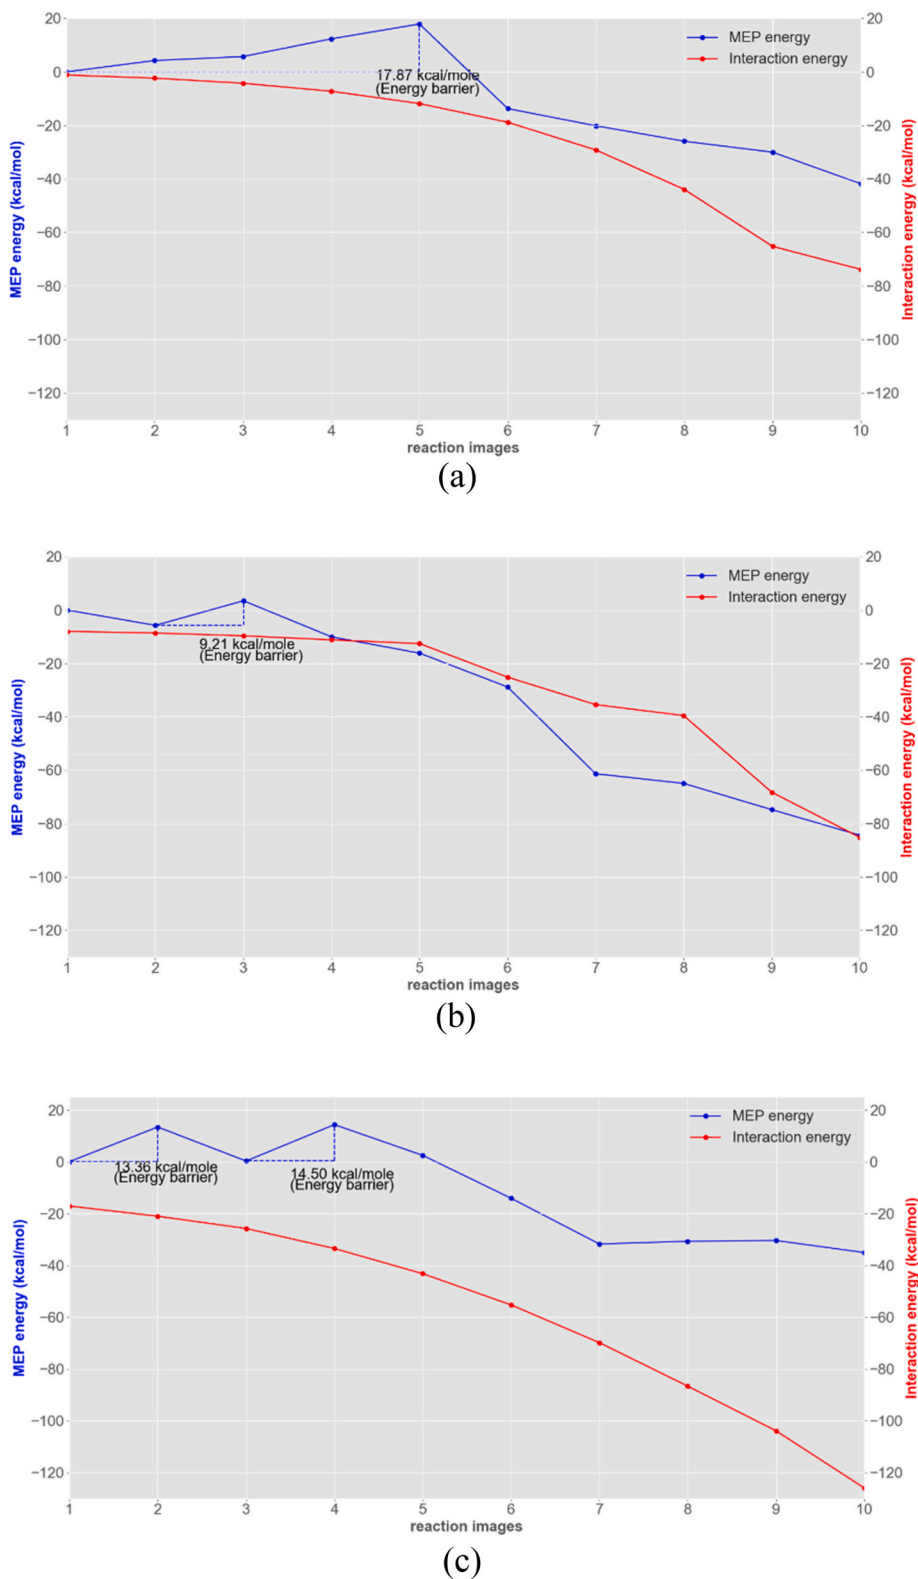 20
0
−20
−40
−60
−80
−100
−120
MEP energy (kcal/mol)
MEP energy
Interaction energy
17.87 kcal/mole
(Energy barrier)
20
0
−20
−40
−60
−80
−100
−120
Interaction energy (kcal/mol)
1 2 3 4 5 6 7 8 9 10
reaction images
(a)
20
0
−20
−40
−60
−80
−100
−120
MEP energy (kcal/mol)
MEP energy
Interaction energy
9.21 kcal/mole
(Energy barrier)
20
0
−20
−40
−60
−80
−100
−120
Interaction energy (kcal/mol)
1 2 3 4 5 6 7 8 9 10
reaction images
(b)
20
0
−20
−40
−60
−80
−100
−120
MEP energy (kcal/mol)
MEP energy
Interaction energy
13.36 kcal/mole
(Energy barrier)
14.50 kcal/mole
(Energy barrier)
20
0
−20
−40
−60
−80
−100
−120
Interaction energy (kcal/mol)
1 2 3 4 5 6 7 8 9 10
reaction images
(c)